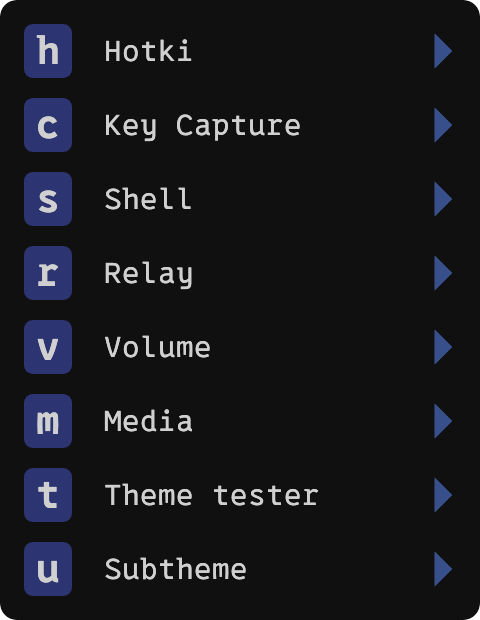 h Hotki
c Key Capture
s Shell
r Relay
v Volume
m Media
t Theme tester
u Subtheme